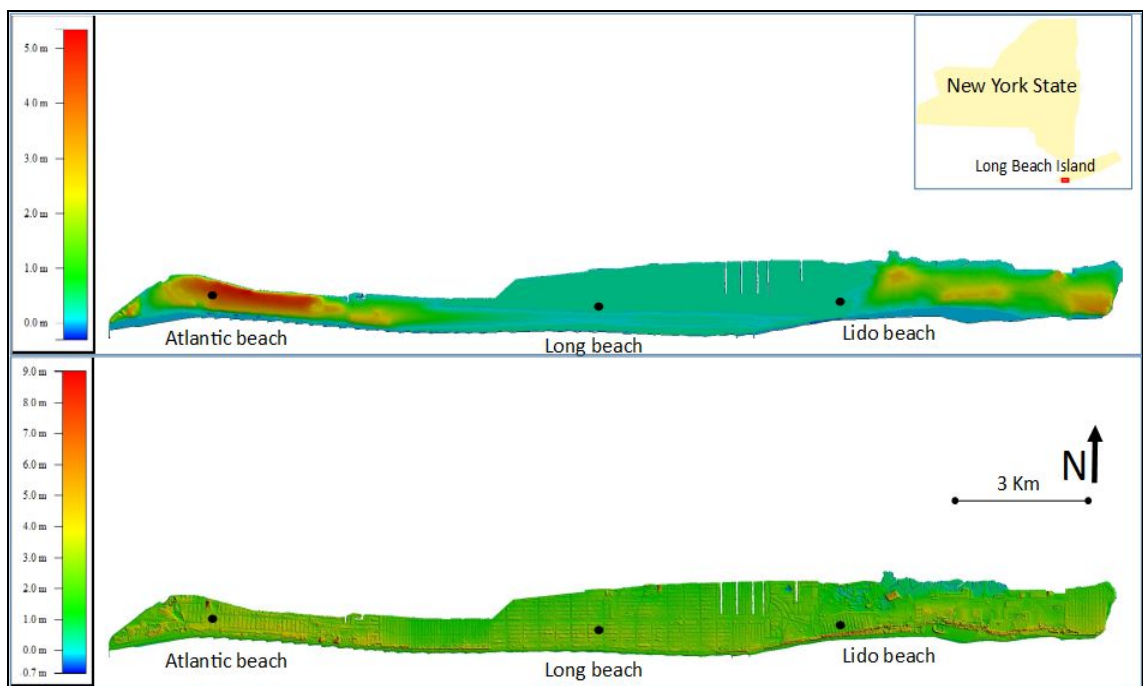 5.0 m
4.0 m
3.0 m
2.0 m
1.0 m
0.0 m
New York State
Long Beach Island
Atlantic beach
Long beach
Lido beach
9.0 m
8.0 m
7.0 m
6.0 m
5.0 m
4.0 m
3.0 m
2.0 m
1.0 m
0.0 m
0.7 m
N
3 Km
Atlantic beach
Long beach
Lido beach